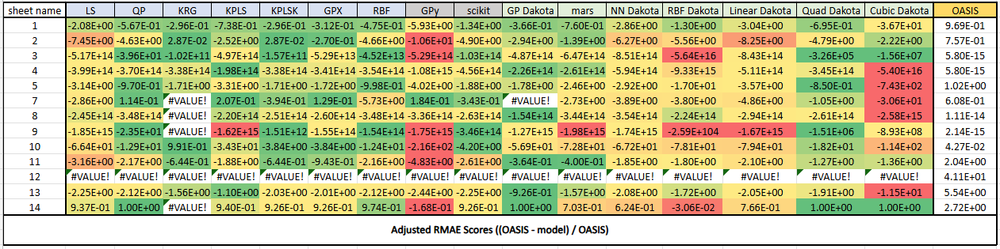 sheet name LS QP KRG KPLS KPLSK GPX RBF GPy scikit GP Dakota mars NN Dakota RBF Dakota Linear Dakota Quad Dakota Cubic Dakota OASIS
1 -2.08E+00 -5.67E-01 -2.96E-01 -7.38E-01 -2.96E-01 -3.12E-01 -4.75E-01 -5.93E+00 -1.34E+00 -3.66E-01 -7.60E-01 -2.86E+00 -1.30E+00 -3.04E+00 -6.95E-01 -3.67E+01 9.69E-01
2 -7.45E+00 -4.63E+00 2.87E-02 -2.52E+00 2.87E-02 -2.70E-01 -4.66E+00 -1.06E+01 -4.90E+00 -2.94E+00 -1.39E+00 -6.27E+00 -5.56E+00 -8.25E+00 -4.79E+00 -2.22E+00 7.57E-01
3 -5.17E+14 -3.96E+01 -1.02E+11 -4.97E+14 -1.57E+11 -5.29E+13 -4.52E+13 -5.29E+14 -1.03E+14 -4.87E+14 -6.47E+14 -8.51E+14 -5.64E+16 -8.43E+14 -3.26E+05 -1.56E+07 5.80E-15
4 -3.99E+14 -3.70E+14 -3.38E+14 -1.98E+14 -3.38E+14 -3.41E+14 -3.54E+14 -1.08E+15 -4.14E+14 -2.26E+14 -2.61E+14 -5.94E+14 -9.33E+15 -5.11E+14 -3.45E+14 -5.40E+16 5.80E-15
5 -3.14E+00 -9.70E-01 -1.71E+00 -3.31E+00 -1.71E+00 -1.72E+00 -9.98E-01 -4.02E+00 -1.88E+00 -1.78E+00 -2.46E+00 -2.92E+00 -1.70E+01 -3.57E+00 -8.50E-01 -7.43E+02 1.02E+00
7 -2.86E+00 1.14E-01 #VALUE! 2.07E-01 -3.94E-01 1.29E-01 -5.73E+00 1.84E-01 -3.43E-01 #VALUE! -2.73E+00 -3.89E+00 -3.80E+00 -4.86E+00 -1.05E+00 -3.06E+01 6.08E-01
8 -2.45E+14 -3.48E+14 #VALUE! -2.20E+14 -2.51E+14 -2.60E+14 -3.48E+14 -3.36E+14 -2.63E+14 -1.54E+14 -3.44E+14 -3.54E+14 -2.24E+14 -2.94E+14 -2.61E+14 -2.58E+15 1.11E-14
9 -1.85E+15 -2.35E+01 #VALUE! -1.62E+15 -1.51E+12 -1.55E+14 -1.54E+14 -1.75E+15 -3.46E+14 -1.27E+15 -1.98E+15 -1.74E+15 -2.59E+104 -1.67E+15 -1.51E+06 -8.93E+08 2.14E-15
10 -6.64E+01 -1.29E+01 9.91E-01 -3.43E+01 -3.84E+00 -3.84E+00 -1.24E+01 -2.16E+02 -4.20E+00 -5.69E+01 -7.28E+01 -6.72E+01 -7.81E+01 -7.94E+01 -1.82E+01 -1.14E+02 4.27E-02
11 -3.16E+00 -2.17E+00 -6.44E-01 -1.88E+00 -6.44E-01 -9.43E-01 -2.16E+00 -4.83E+00 -2.61E+00 -3.64E-01 -4.00E-01 -1.85E+00 -1.80E+00 -2.10E+00 -1.27E+00 -1.36E+00 2.04E+00
12 #VALUE! #VALUE! #VALUE! #VALUE! #VALUE! #VALUE! #VALUE! #VALUE! #VALUE! #VALUE! #VALUE! #VALUE! #VALUE! #VALUE! #VALUE! #VALUE! 4.11E+01
13 -2.25E+00 -2.12E+00 -1.56E+00 -1.10E+00 -2.03E+00 -2.01E+00 -2.12E+00 -2.44E+00 -2.25E+00 -9.26E-01 -1.57E+00 -2.08E+00 -1.72E+00 -2.05E+00 -1.91E+00 -1.15E+01 5.54E+00
14 9.37E-01 1.00E+00 #VALUE! 9.40E-01 9.26E-01 9.26E-01 9.74E-01 -1.68E-01 9.26E-01 1.00E+00 7.03E-01 6.24E-01 -3.06E-02 7.66E-01 1.00E+00 1.00E+00 2.72E+00
Adjusted RMAE Scores ((OASIS - model) / OASIS)